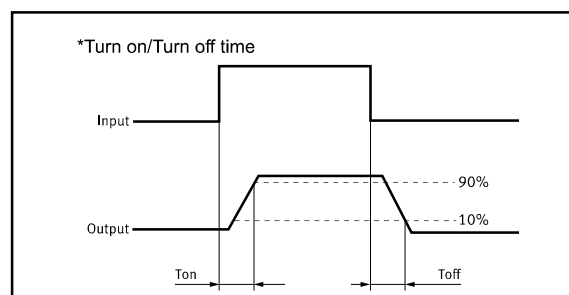 *Turn on/Turn off time
Input
90%
10%
Output
Ton
Toff